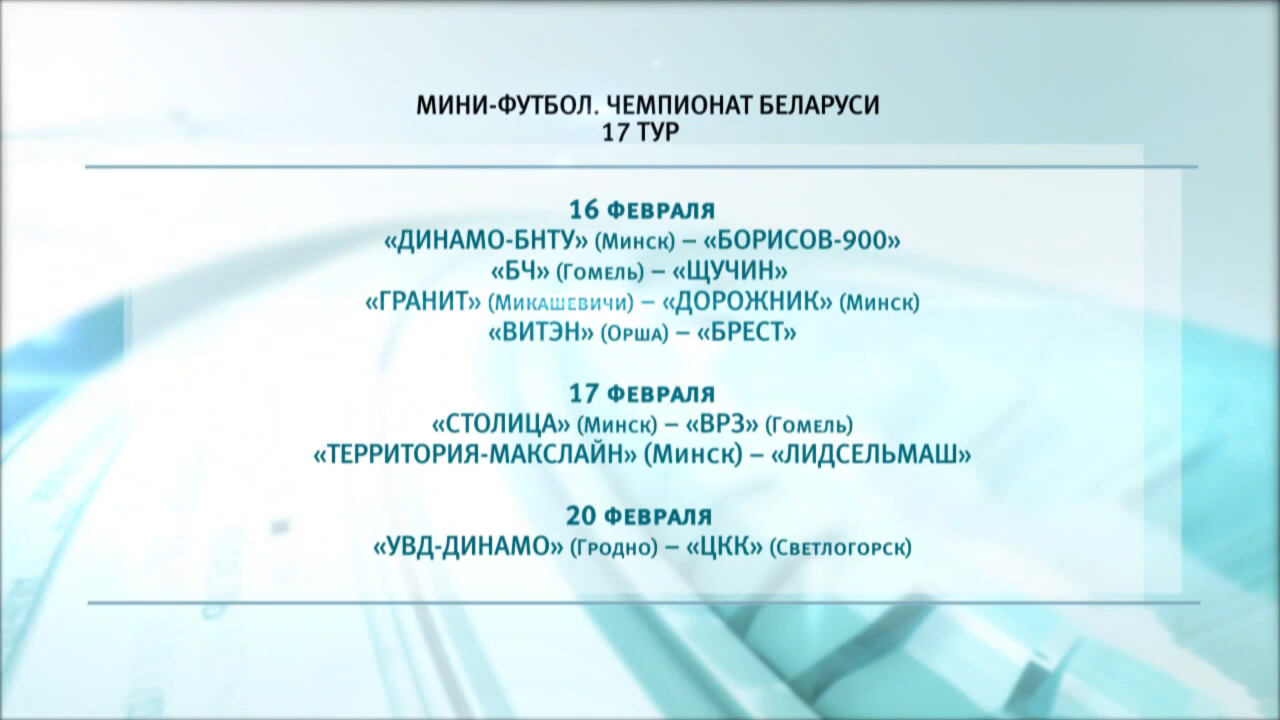 МИНИ-ФУТБОЛ. ЧЕМПИОНАТ БЕЛАРУСИ
17 ТУР
16 ФЕВРАЛЯ
«ДИНАМО-БНТУ» (Минск) – «БОРИСОВ-900»
«БЧ» (Гомель) – «ЩУЧИН»
«ГРАНИТ» (Микашевичи) – «ДОРОЖНИК» (Минск)
«ВИТЭН» (Орша) – «БРЕСТ»
17 ФЕВРАЛЯ
«СТОЛИЦА» (Минск) – «ВРЗ» (Гомель)
«ТЕРРИТОРИЯ-МАКСЛАЙН» (Минск) – «ЛИДСЕЛЬМАШ»
20 ФЕВРАЛЯ
«УВД-ДИНАМО» (Гродно) – «ЦКК» (Светлогорск)